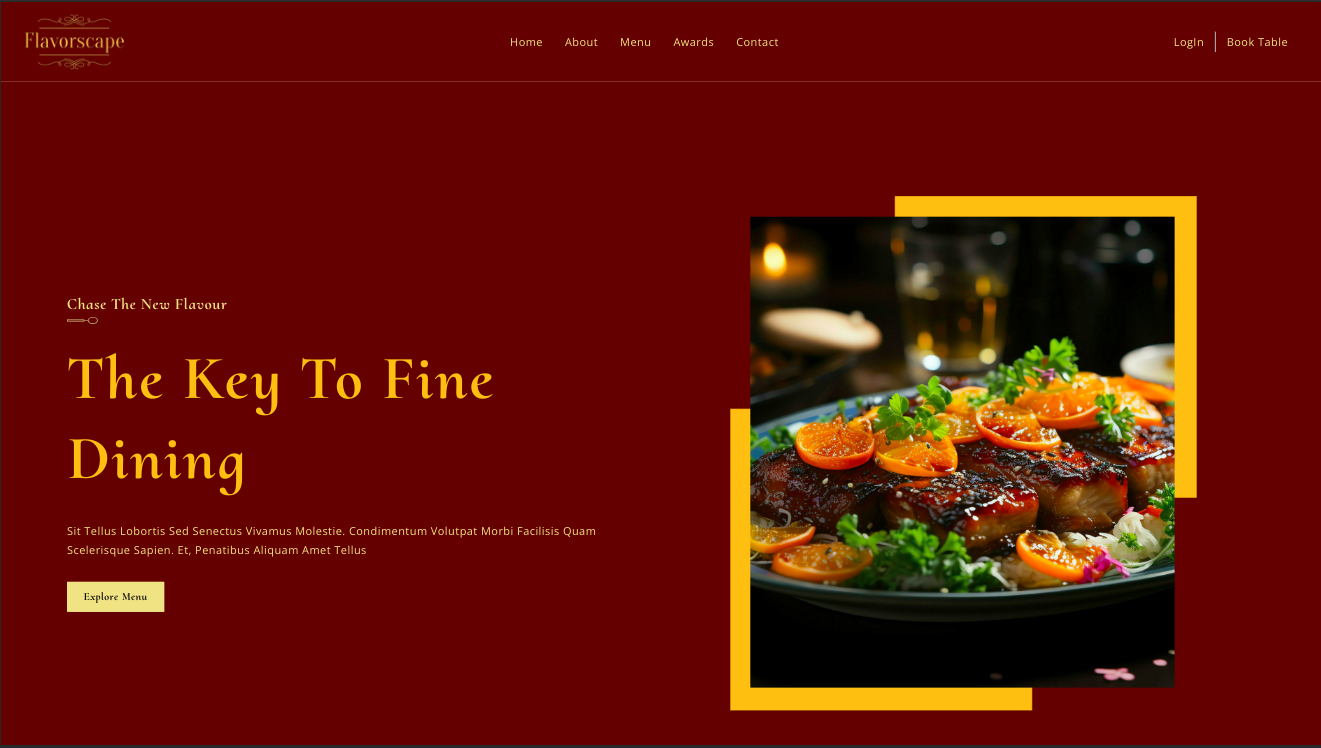 Flavorscape
Home About Menu Awards Contact
LogIn Book Table
Chase The New Flavour
The Key To Fine
Dining
Sit Tellus Lobortis Sed Senectus Vivamus Molestie. Condimentum Volutpat Morbi Facilisis Quam
Scelerisque Sapien. Et, Penatibus Aliquam Amet Tellus
Explore Menu